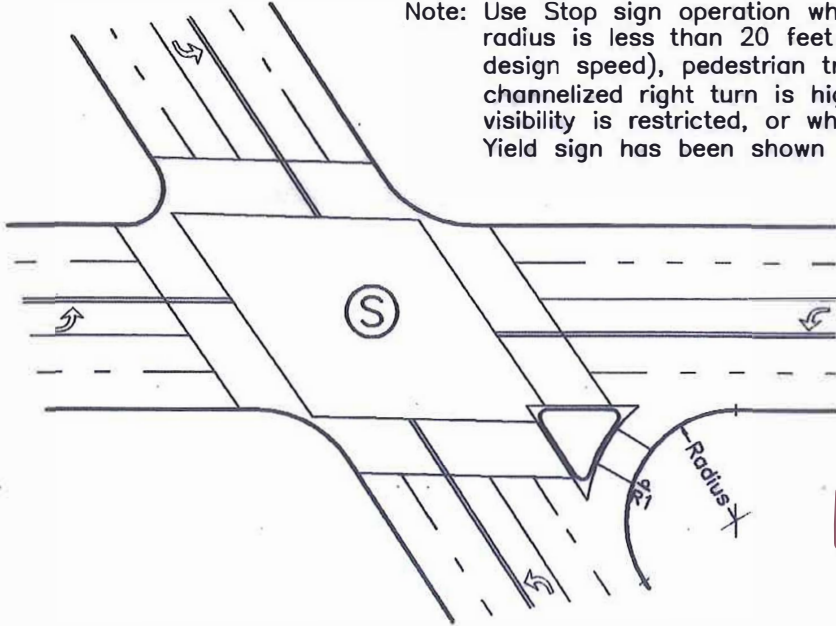 Note: Use Stop sign operation wh
radius is less than 20 feet
design speed), pedestrian tr
channelized right turn is hig
visibility is restricted, or wh
Yield sign has been shown
S
Radius
R1